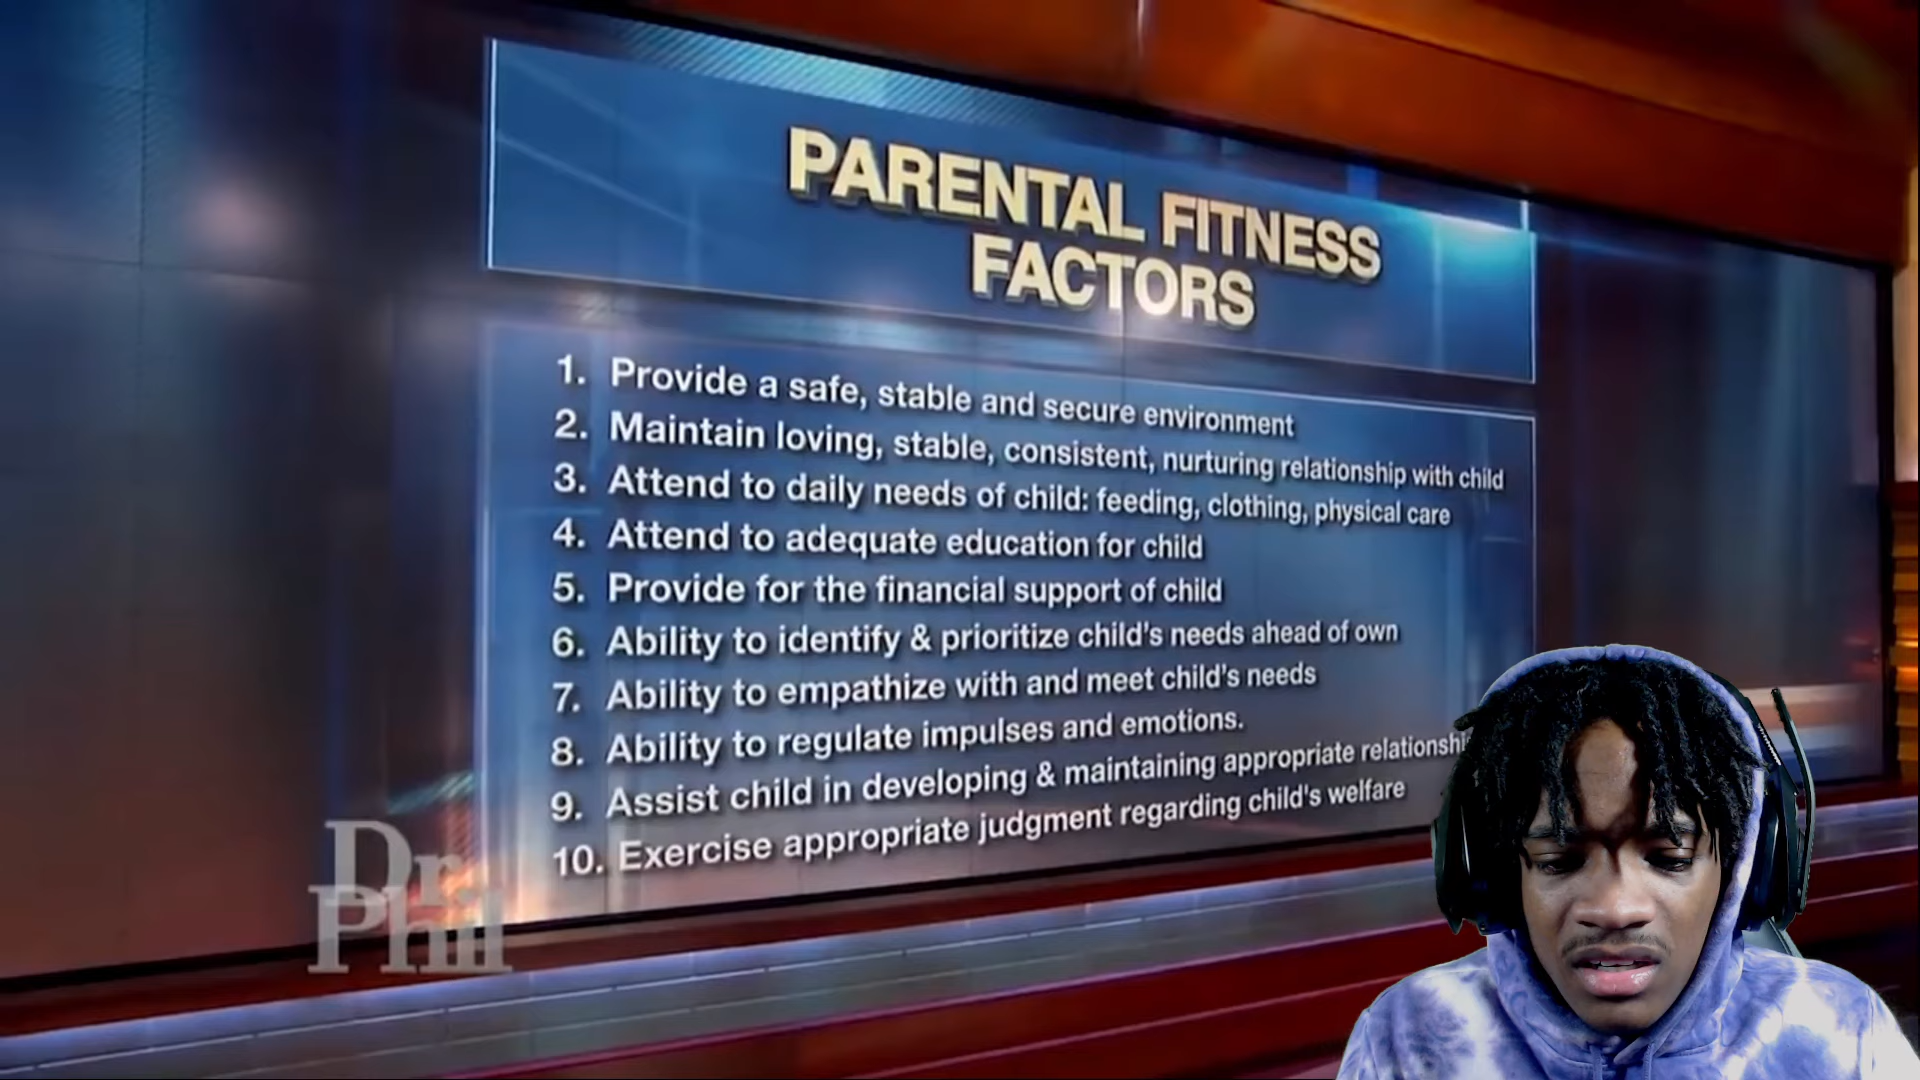 PARENTAL FITNESS
FACTORS
1. Provide a safe, stable and secure environment
2. Maintain loving, stable, consistent, nurturing relationship with child
3. Attend to daily needs of child: feeding, clothing, physical care
4. Attend to adequate education for child
5. Provide for the financial support of child
6. Ability to identify & prioritize child's needs ahead of own
7. Ability to empathize with and meet child's needs
8. Ability to regulate impulses and emotions.
9. Assist child in developing & maintaining appropriate
10. Exercise appropriate judgment regarding child's welfare
Dr.
Phil